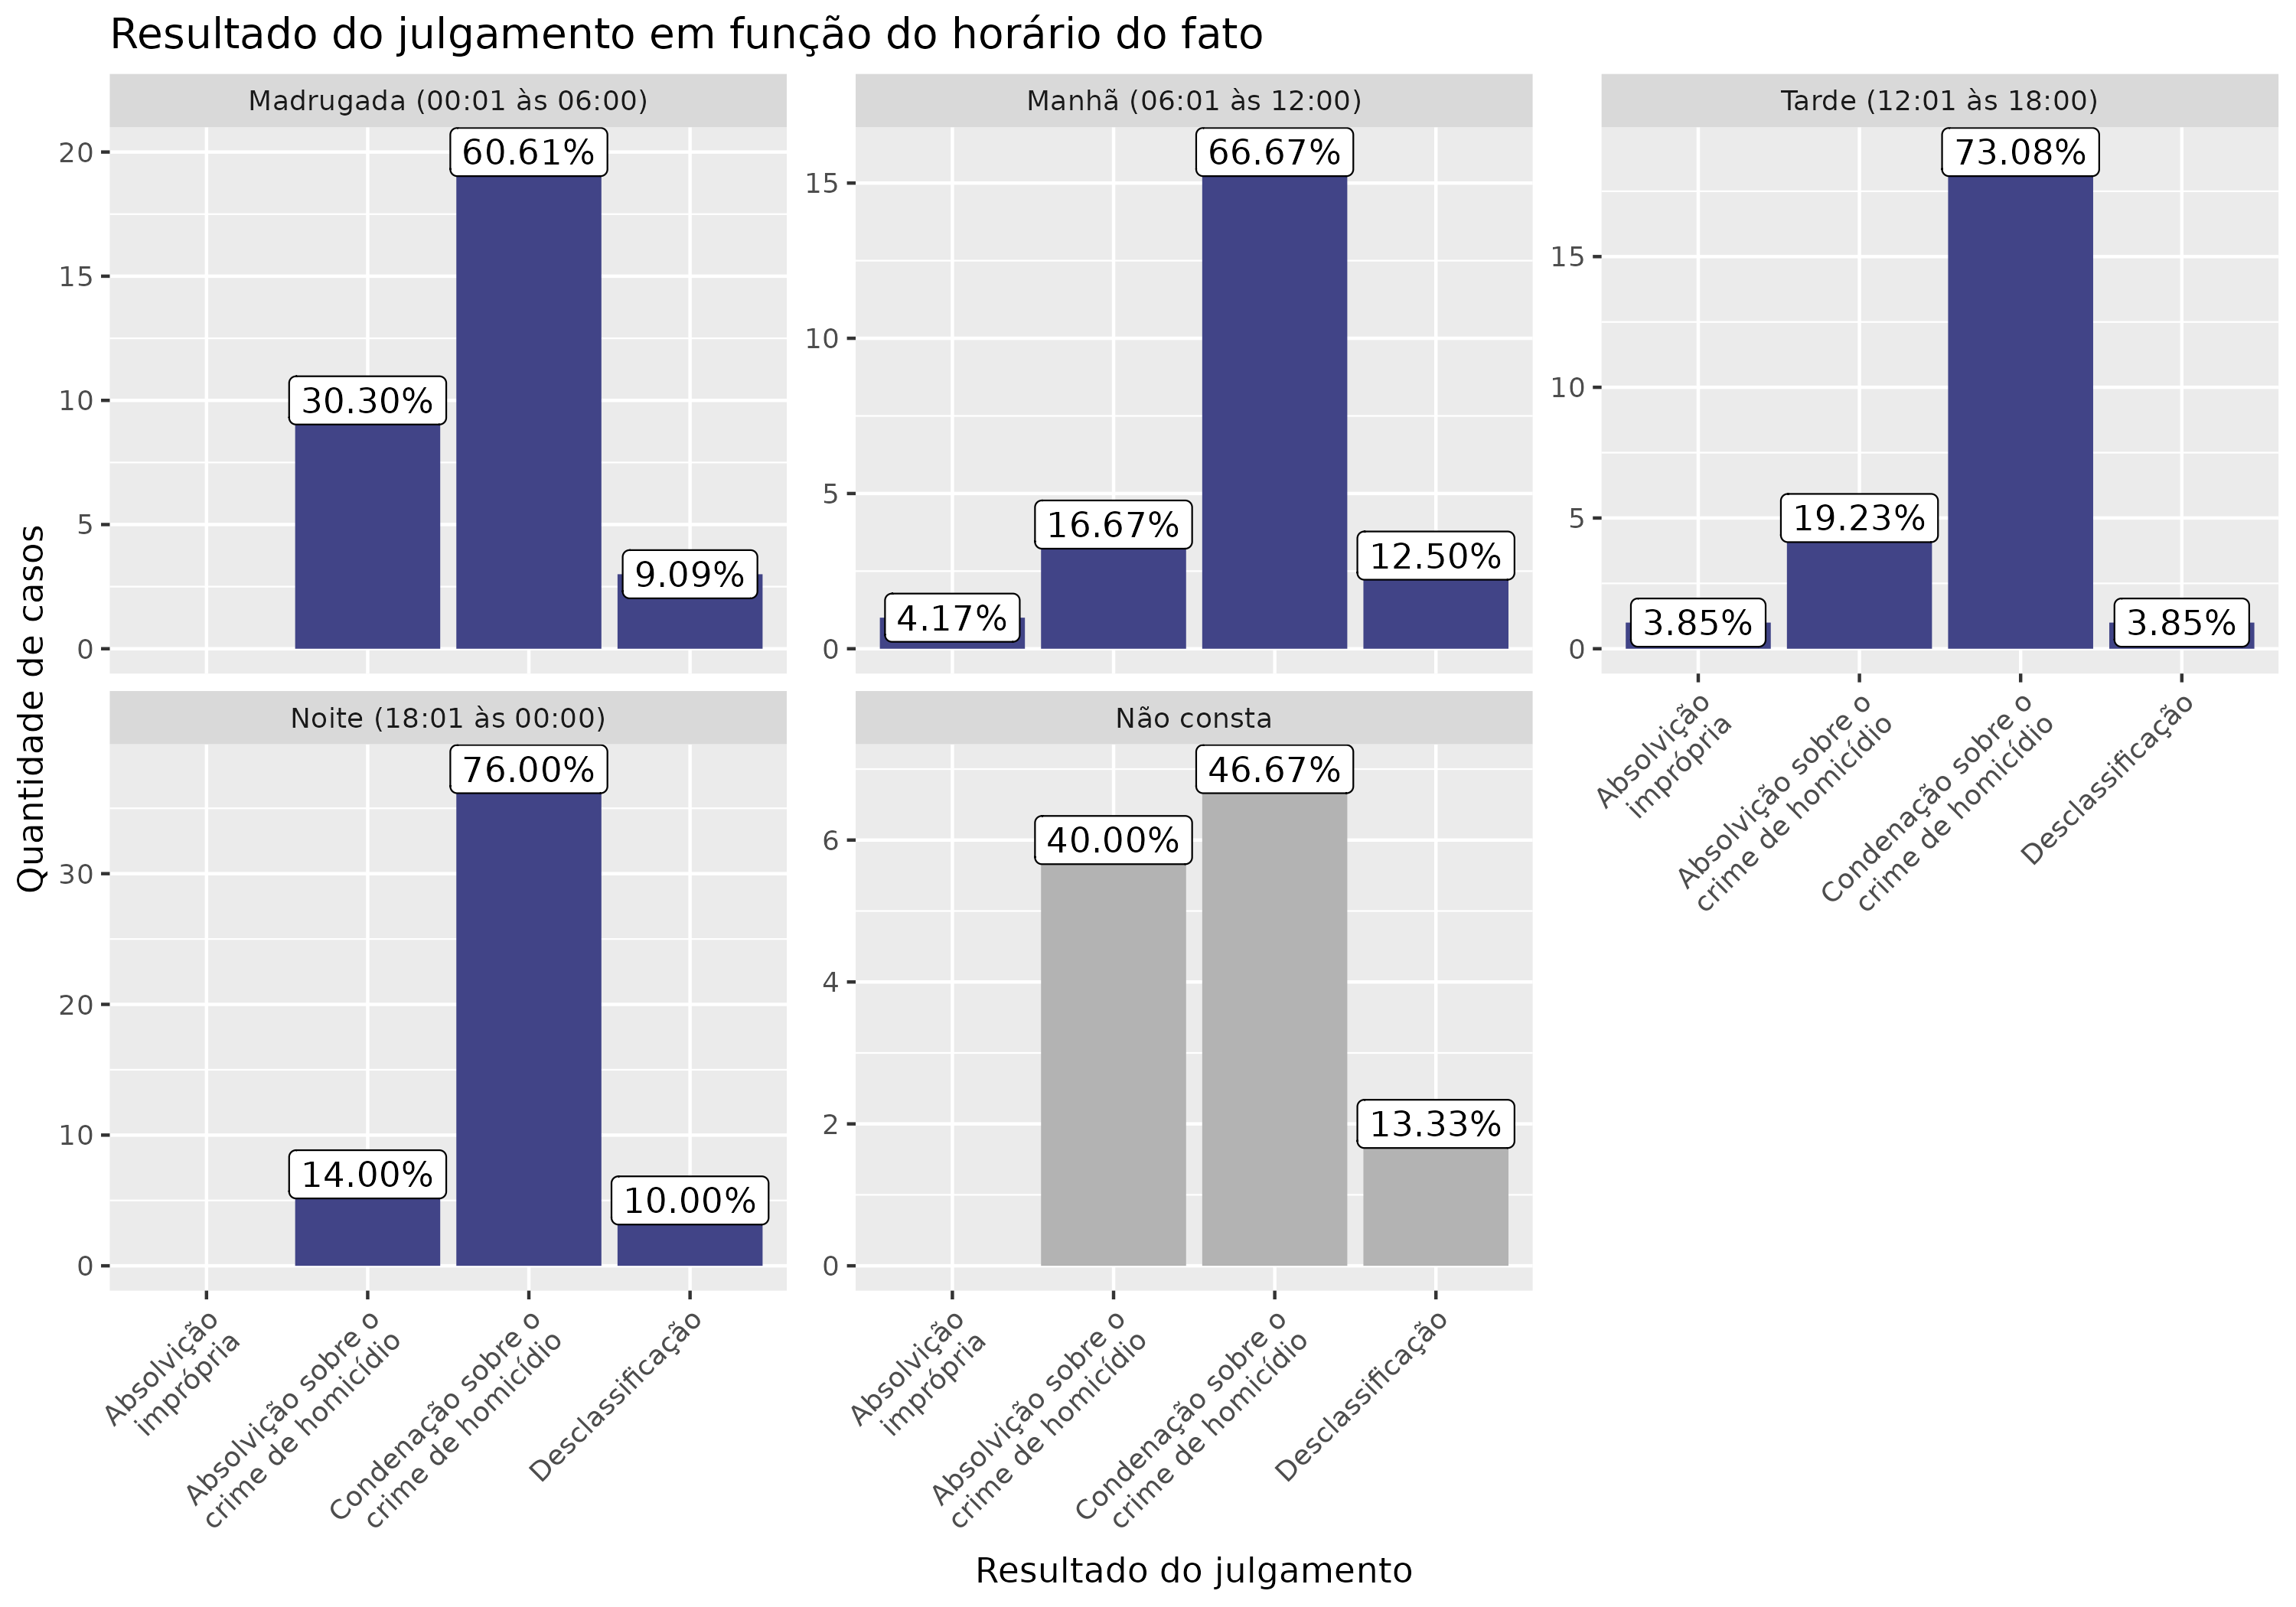 Resultado do julgamento em função do horário do fato
Madrugada (00:01 às 06:00)
20
15
10
5
0
30.30%
60.61%
9.09%
Manhã (06:01 às 12:00)
15
10
5
0
4.17%
16.67%
66.67%
12.50%
Tarde (12:01 às 18:00)
15
10
5
0
3.85%
19.23%
73.08%
3.85%
Absolvição
imprópria
Absolvição sobre o
crime de homicídio
Condenação sobre o
crime de homicídio
Desclassificação
Quantidade de casos
Noite (18:01 às 00:00)
30
20
10
0
14.00%
76.00%
10.00%
Absolvição
imprópria
Absolvição sobre o
crime de homicídio
Condenação sobre o
crime de homicídio
Desclassificação
Não consta
6
4
2
0
40.00%
46.67%
13.33%
Absolvição
imprópria
Absolvição sobre o
crime de homicídio
Condenação sobre o
crime de homicídio
Desclassificação
Resultado do julgamento